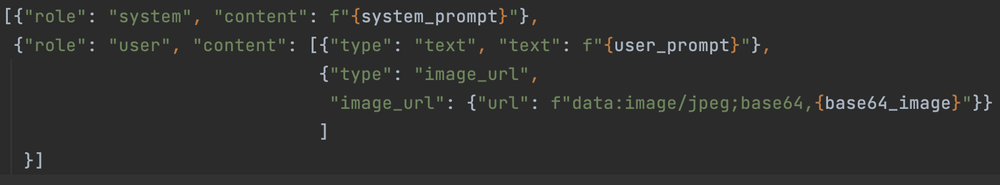 [{"role": "system", "content": f"{system_prompt}"},
{"role": "user", "content": [{"type": "text", "text": f"{user_prompt}"},
{"type": "image_url",
"image_url": {"url": f"data:image/jpeg;base64,{base64_image}"}}
]
}]